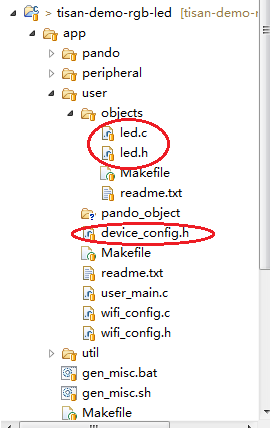 > tisan-demo-rgb-led [tisan-demo-r
app
pando
peripheral
user
objects
led.c
led.h
Makefile
readme.txt
pando_object
device_config.h
Makefile
readme.txt
user_main.c
wifi_config.c
wifi_config.h
util
gen_misc.bat
gen_misc.sh
Makefile